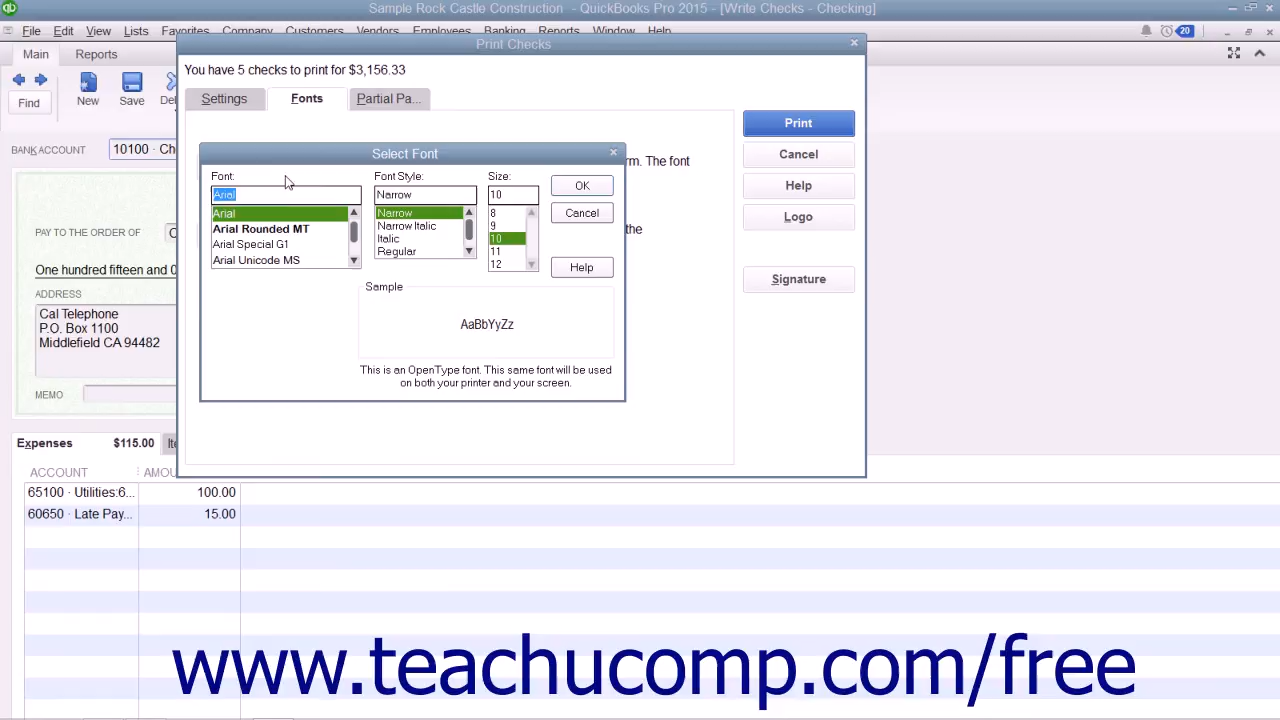 Sample Rock Castle Construction - QuickBooks Pro 2015 - [Write Checks - Checking]
File Edit View Lists Favorites Company Customers Vendors Employees Banking Reports Window Help
20
Main Reports
Print Checks
You have 5 checks to print for $3,156.33
Settings Fonts Partial Pa...
Find New Save
Print
Cancel
Help
Logo
Signature
BANK ACCOUNT 10100
rm. The font
the
Select Font
Font: Font Style: Size:
Arial Narrow 10
OK
Cancel
Help
Arial
Arial Rounded MT
Arial Special G1
Arial Unicode MS
Narrow
Narrow Italic
Italic
Regular
8
9
10
11
12
Sample
AaBbYyZz
This is an OpenType font. This same font will be used
on both your printer and your screen.
PAY TO THE ORDER OF
One hundred fifteen and 0
ADDRESS
Cal Telephone
P.O. Box 1100
Middlefield CA 94482
MEMO
Expenses $115.00 Ite
ACCOUNT AMOU
65100 · Utilities:6... 100.00
60650 · Late Pay... 15.00
www.teachucomp.com/free